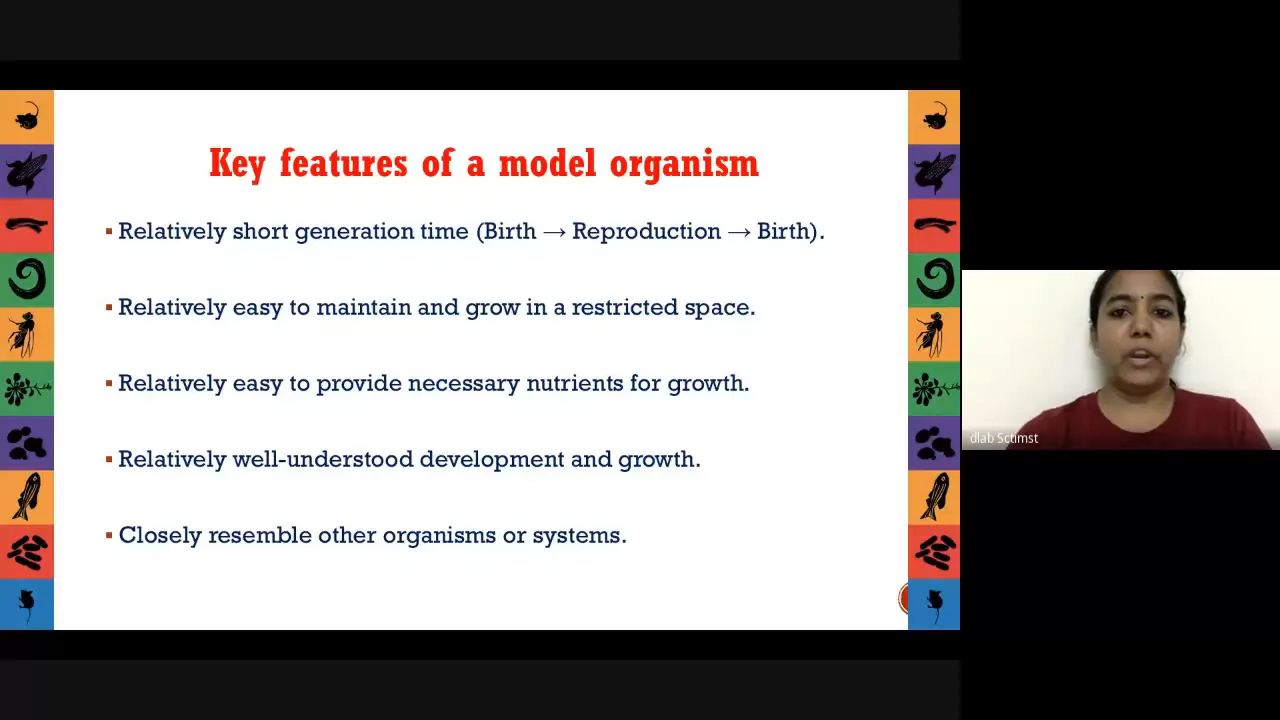 Key features of a model organism
▪ Relatively short generation time (Birth → Reproduction → Birth).
▪ Relatively easy to maintain and grow in a restricted space.
▪ Relatively easy to provide necessary nutrients for growth.
▪ Relatively well-understood development and growth.
▪ Closely resemble other organisms or systems.
dlab Sctimst